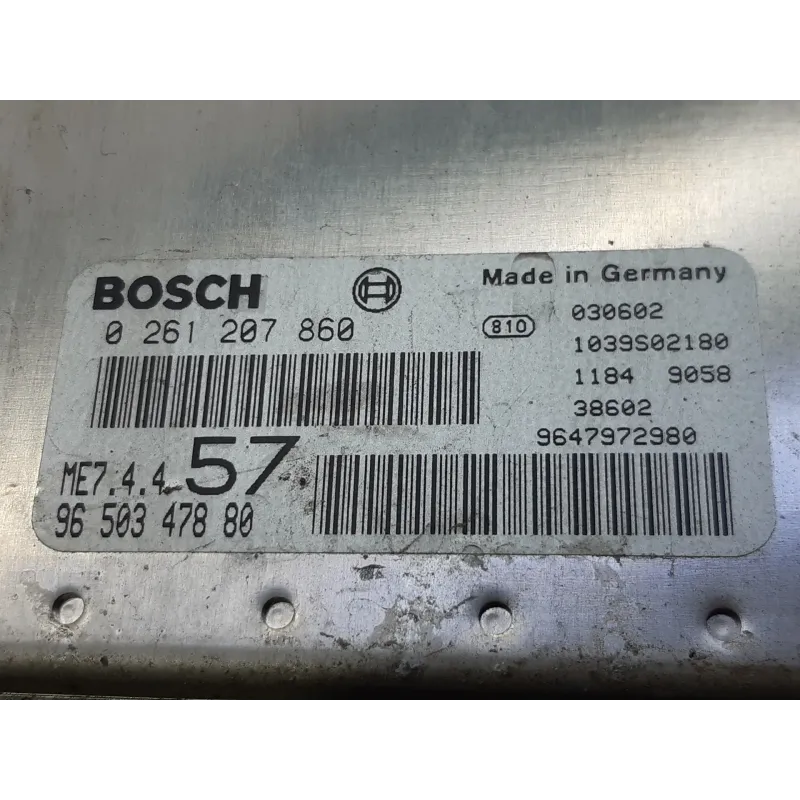 BOSCH
Made in Germany
0 261 207 860
810
030602
1039S02180
1184 9058
38602
9647972980
ME7.4.4 57
96 503 478 80